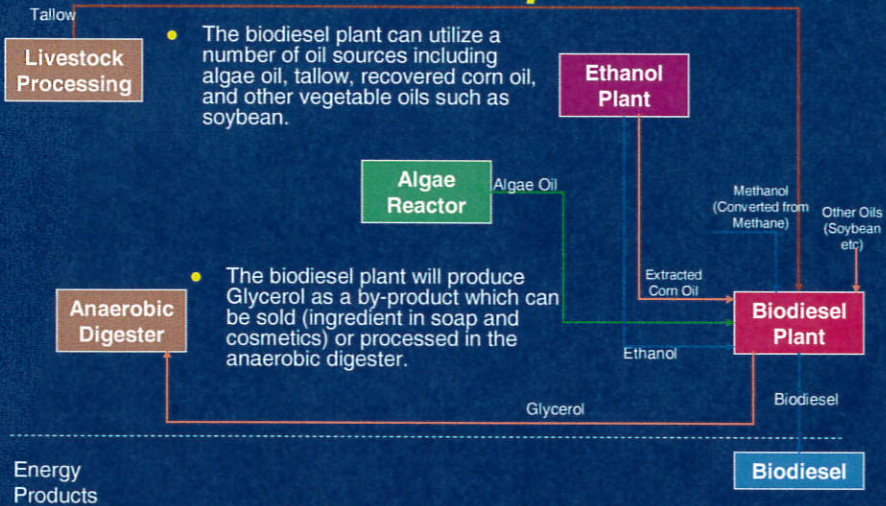 Tallow
Livestock
Processing
• The biodiesel plant can utilize a
number of oil sources including
algae oil, tallow, recovered corn oil,
and other vegetable oils such as
soybean.
Ethanol
Plant
Algae
Reactor
Algae Oil
Methanol
(Converted from
Methane)
Other Oils
(Soybean
etc)
• The biodiesel plant will produce
Glycerol as a by-product which can
be sold (ingredient in soap and
cosmetics) or processed in the
anaerobic digester.
Anaerobic
Digester
Extracted
Corn Oil
Biodiesel
Plant
Ethanol
Glycerol
Biodiesel
Energy
Products
Biodiesel